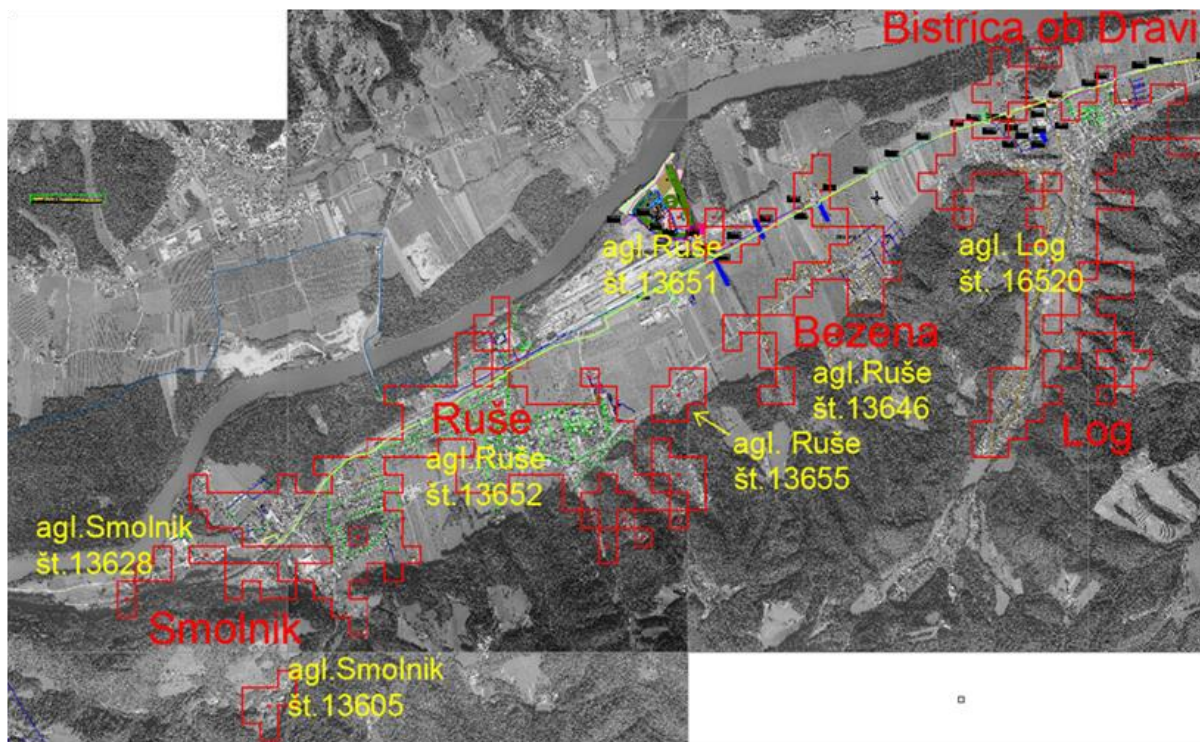 Bistrica ob Dravi
agl. Ruše
št.13651
agl. Log
št. 16520
Bezena
agl.Ruše
št.13646
Ruše
agl.Ruše
št.13652
agl. Ruše
št.13655
Log
agl.Smolnik
št.13628
Smolnik
agl.Smolnik
št.13605